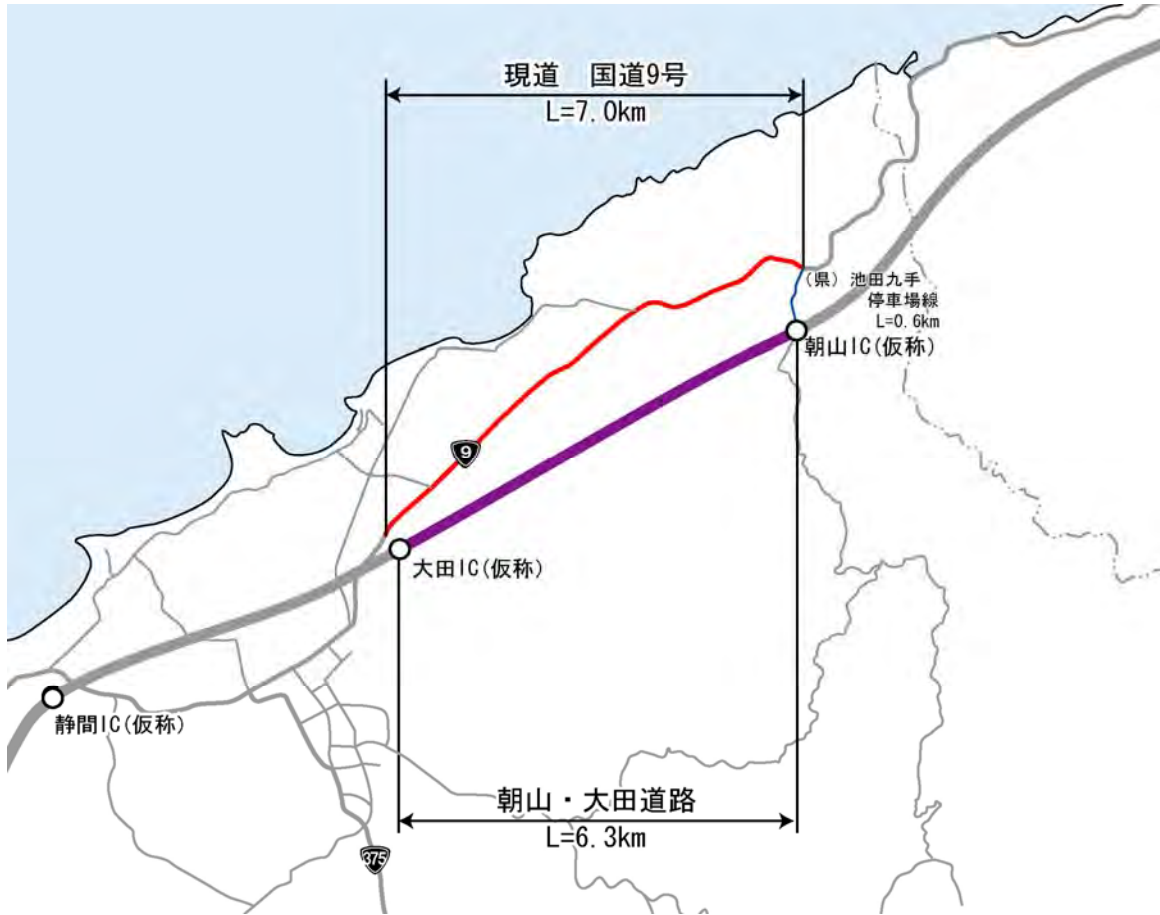 現道 国道9号
L=7.0km
(県)池田久手
停車場線
L=0.6km
朝山IC(仮称)
9
大田IC(仮称)
静間IC(仮称)
朝山・大田道路
L=6.3km
375